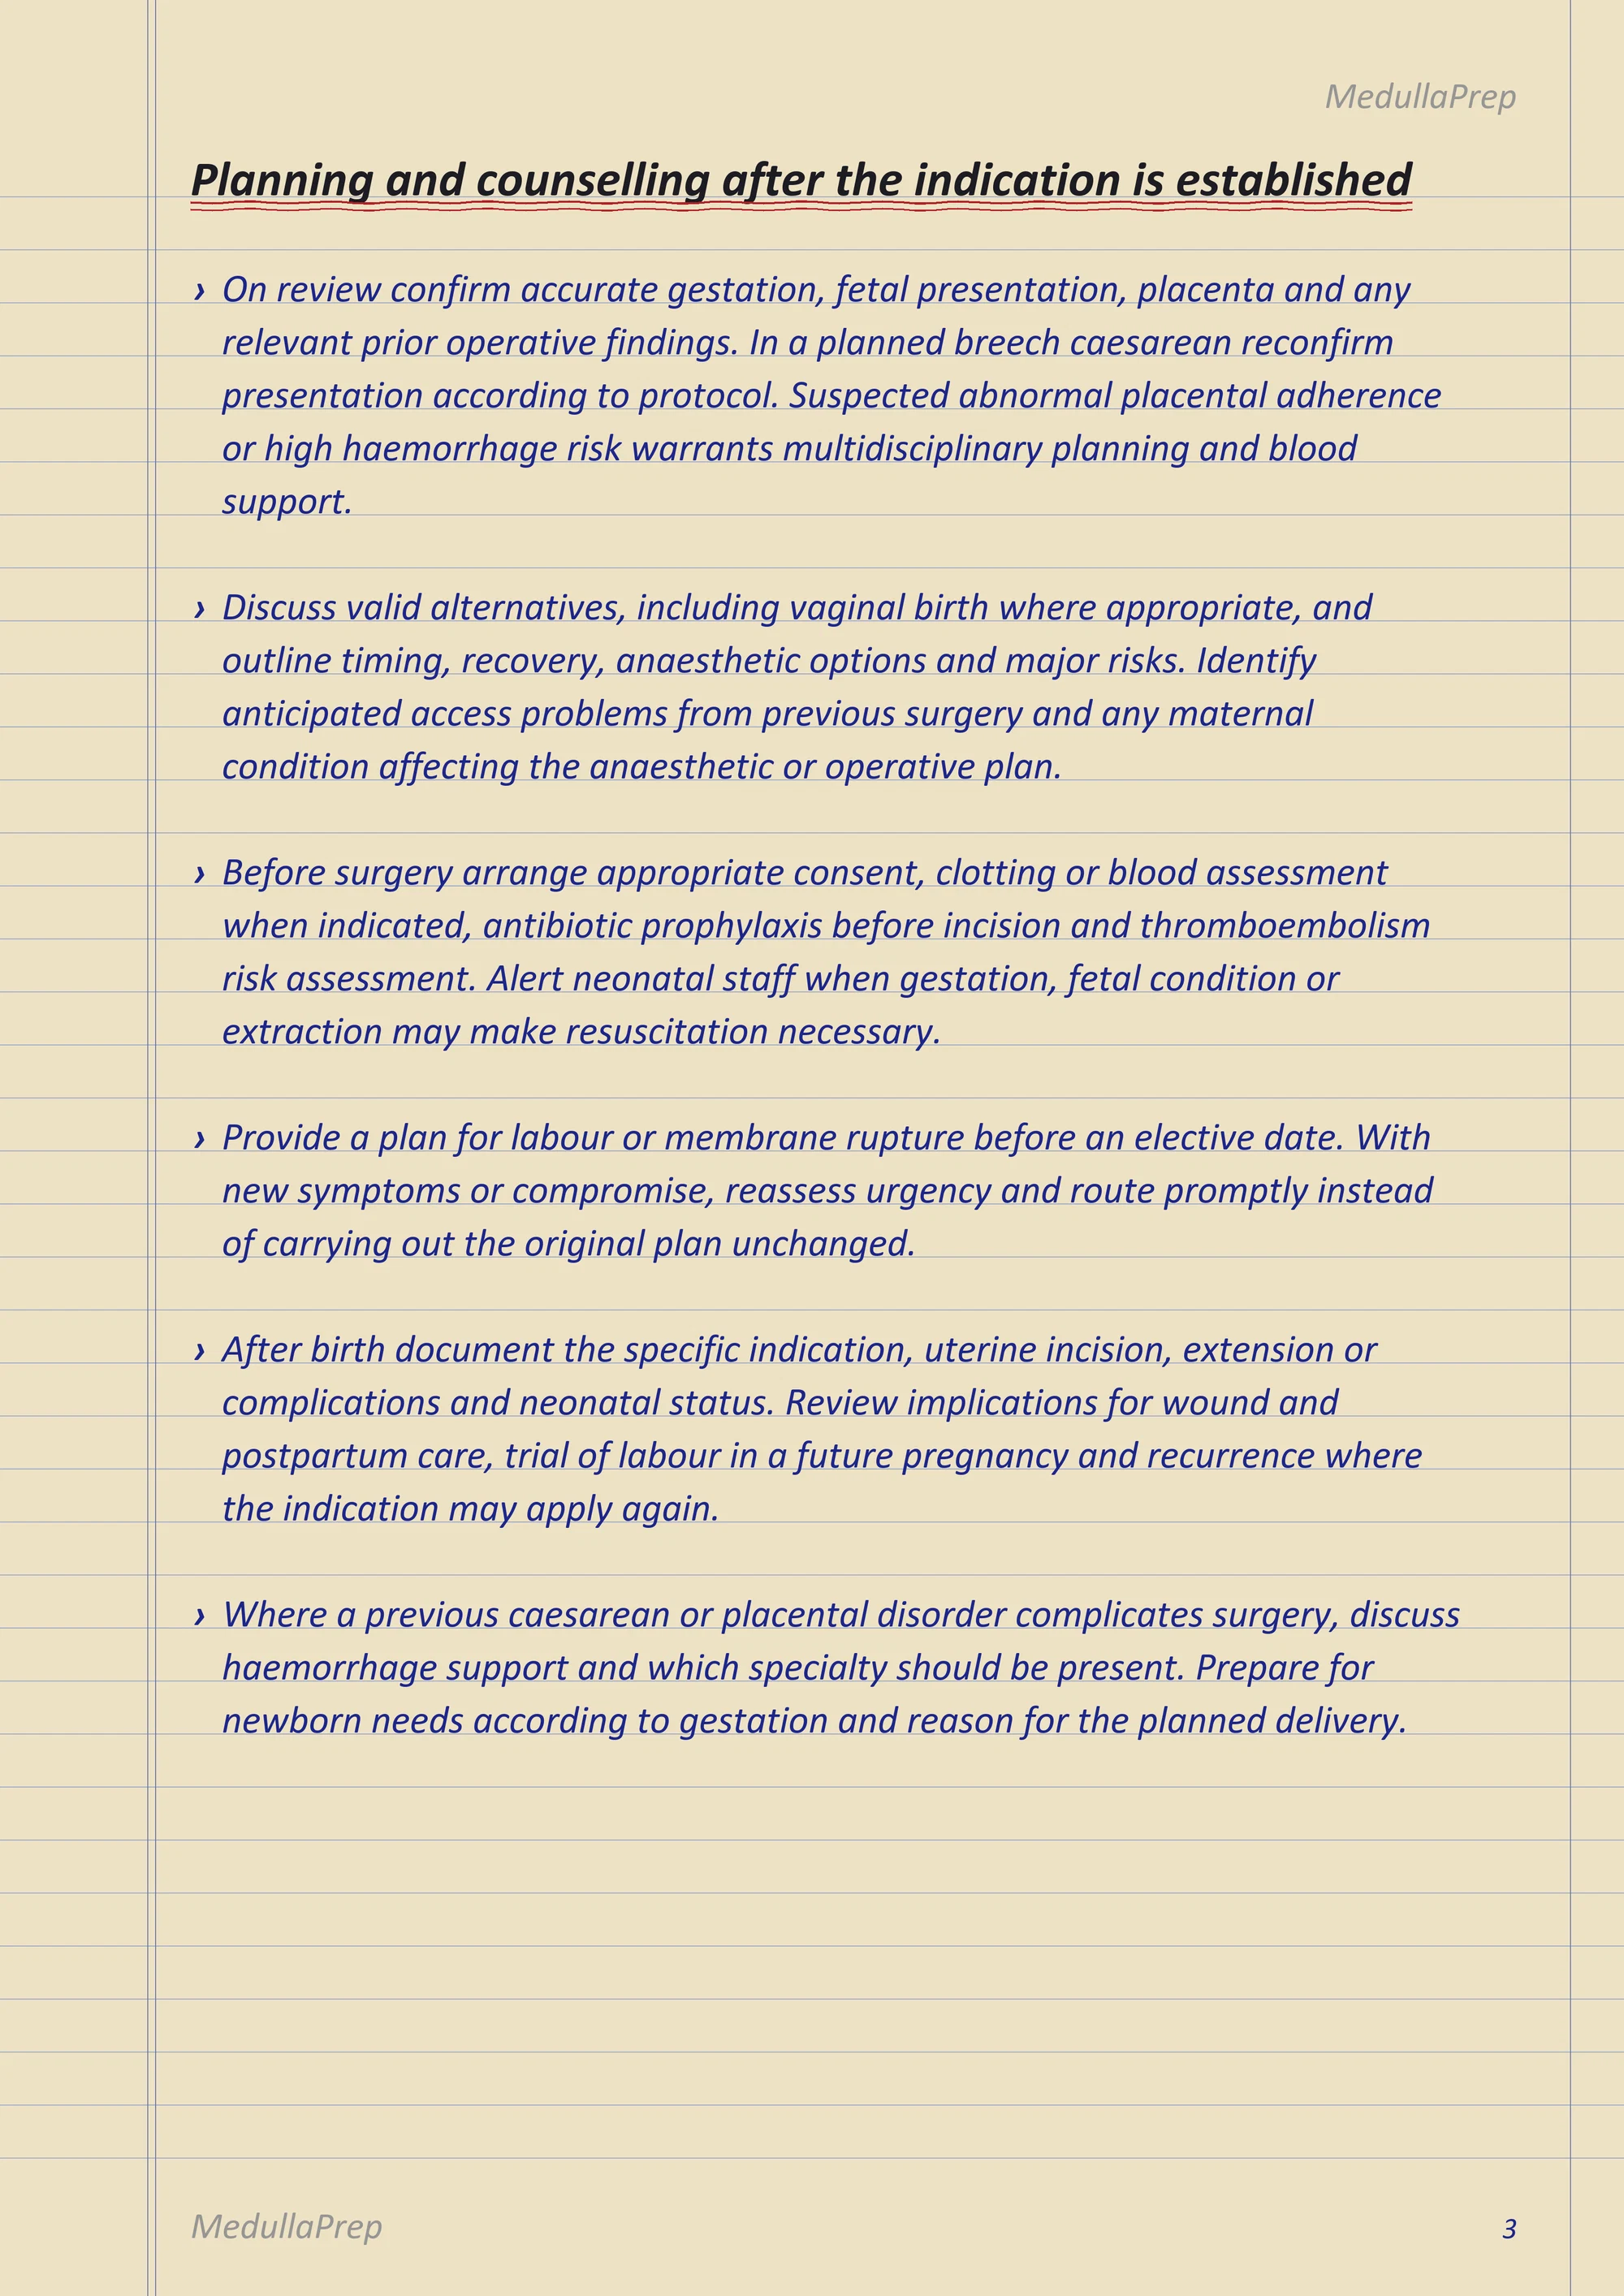 MedullaPrep
Planning and counselling after the indication is established
› On review confirm accurate gestation, fetal presentation, placenta and any
relevant prior operative findings. In a planned breech caesarean reconfirm
presentation according to protocol. Suspected abnormal placental adherence
or high haemorrhage risk warrants multidisciplinary planning and blood
support.
› Discuss valid alternatives, including vaginal birth where appropriate, and
outline timing, recovery, anaesthetic options and major risks. Identify
anticipated access problems from previous surgery and any maternal
condition affecting the anaesthetic or operative plan.
› Before surgery arrange appropriate consent, clotting or blood assessment
when indicated, antibiotic prophylaxis before incision and thromboembolism
risk assessment. Alert neonatal staff when gestation, fetal condition or
extraction may make resuscitation necessary.
› Provide a plan for labour or membrane rupture before an elective date. With
new symptoms or compromise, reassess urgency and route promptly instead
of carrying out the original plan unchanged.
› After birth document the specific indication, uterine incision, extension or
complications and neonatal status. Review implications for wound and
postpartum care, trial of labour in a future pregnancy and recurrence where
the indication may apply again.
› Where a previous caesarean or placental disorder complicates surgery, discuss
haemorrhage support and which specialty should be present. Prepare for
newborn needs according to gestation and reason for the planned delivery.
MedullaPrep
3